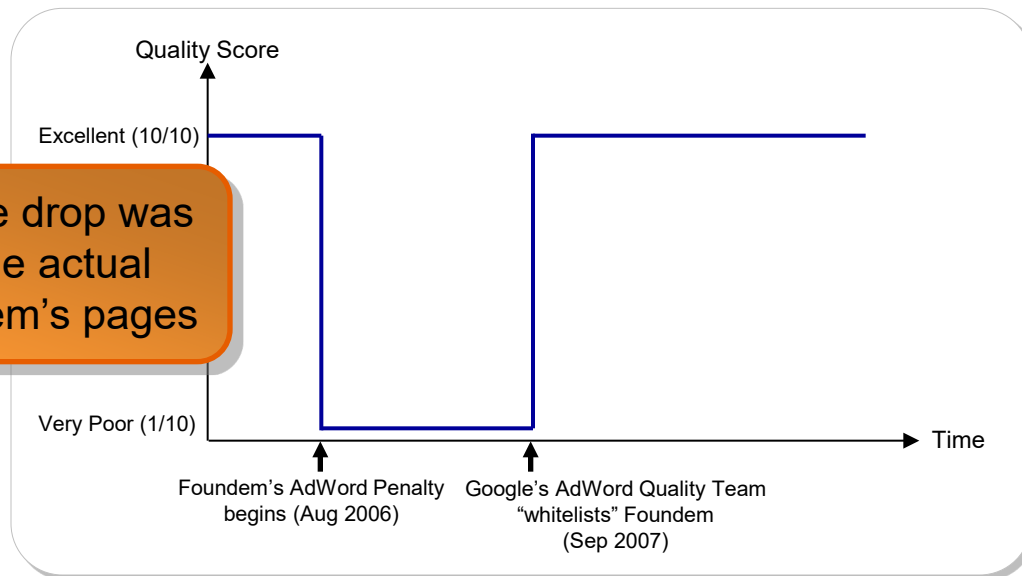 Quality Score
Excellent (10/10)
drop was
actual
pages
Very Poor (1/10)
Time
Foundem’s AdWord Penalty
begins (Aug 2006)
Google’s AdWord Quality Team
“whitelists” Foundem
(Sep 2007)